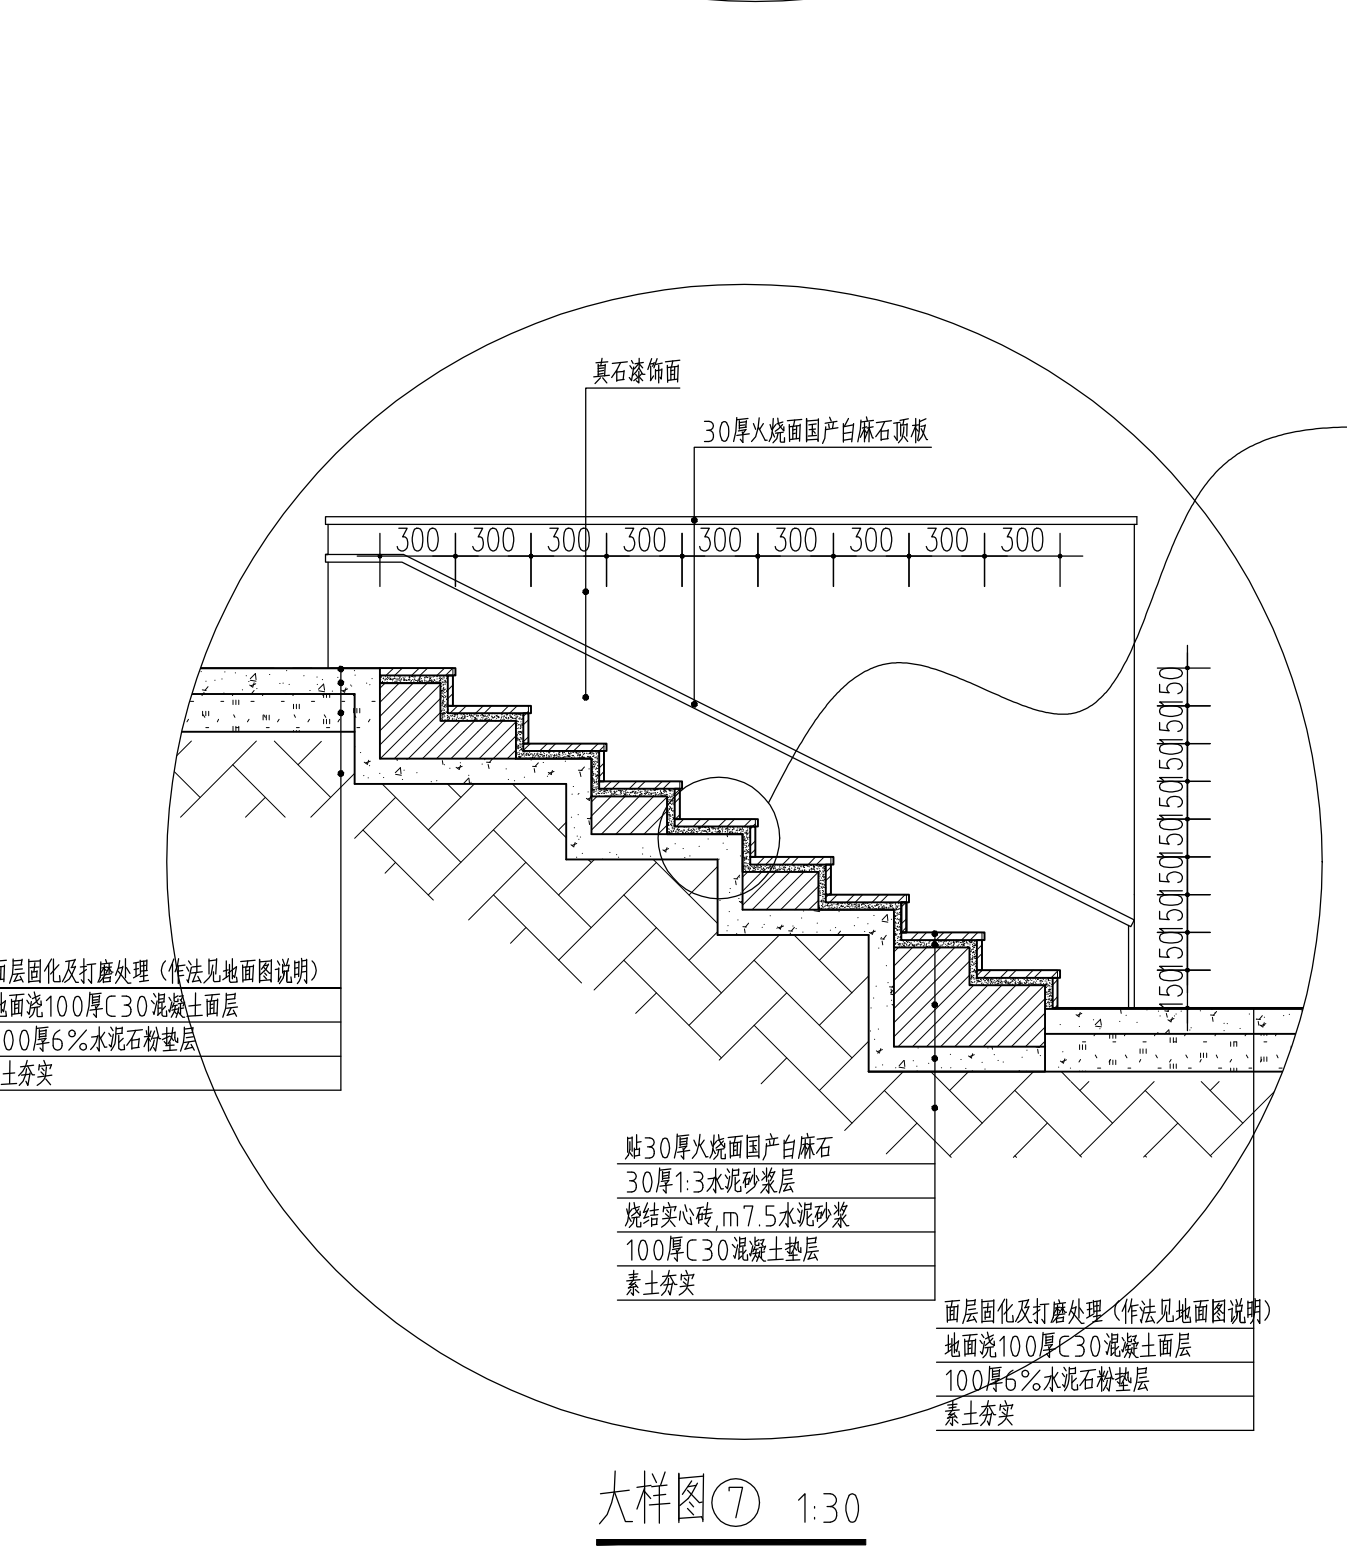 真石漆饰面
30厚火烧面国产白麻石顶板
300 300 300 300 300 300 300 300 300
150
150
150
150
150
150
150
150
150
面层固化及打磨处理（作法见地面图说明）
地面浇100厚C30混凝土面层
00厚6%水泥石粉垫层
土夯实
贴30厚火烧面国产白麻石
30厚1:3水泥砂浆层
烧结实心砖,m7.5水泥砂浆
100厚C30混凝土垫层
素土夯实
面层固化及打磨处理（作法见地面图说明）
地面浇100厚C30混凝土面层
100厚6%水泥石粉垫层
素土夯实
大样图 7 1:30